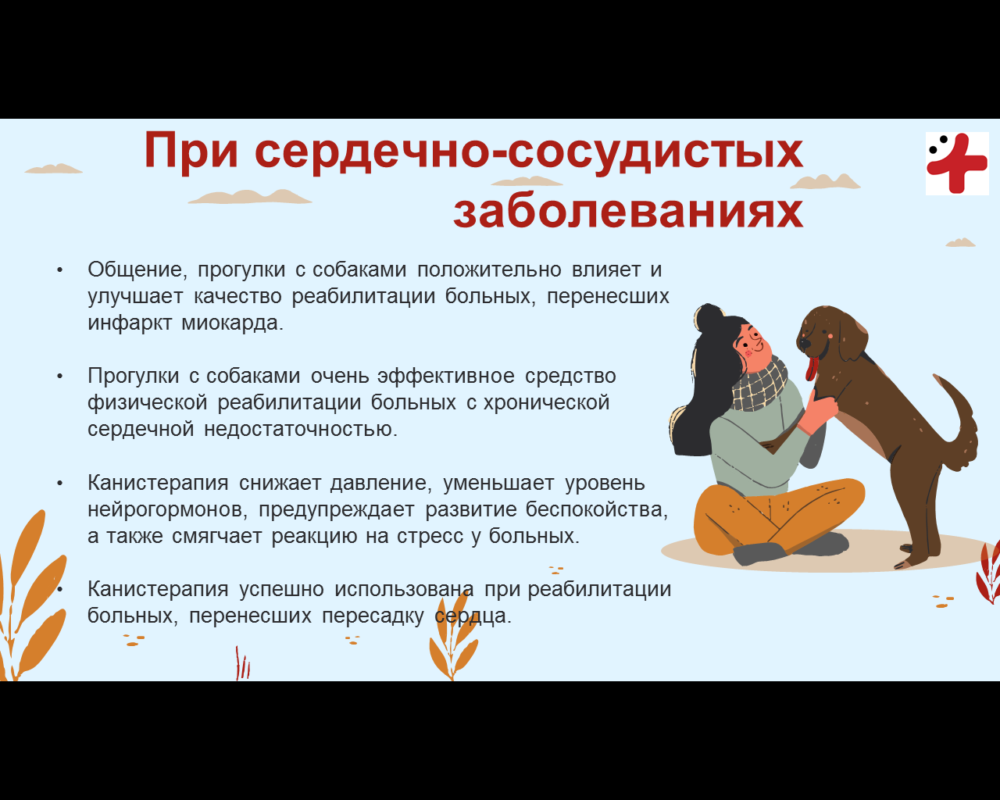 При сердечно-сосудистых
заболеваниях
• Общение, прогулки с собаками положительно влияет и
улучшает качество реабилитации больных, перенесших
инфаркт миокарда.
• Прогулки с собаками очень эффективное средство
физической реабилитации больных с хронической
сердечной недостаточностью.
• Канистерапия снижает давление, уменьшает уровень
нейрогормонов, предупреждает развитие беспокойства,
а также смягчает реакцию на стресс у больных.
• Канистерапия успешно использована при реабилитации
больных, перенесших пересадку сердца.